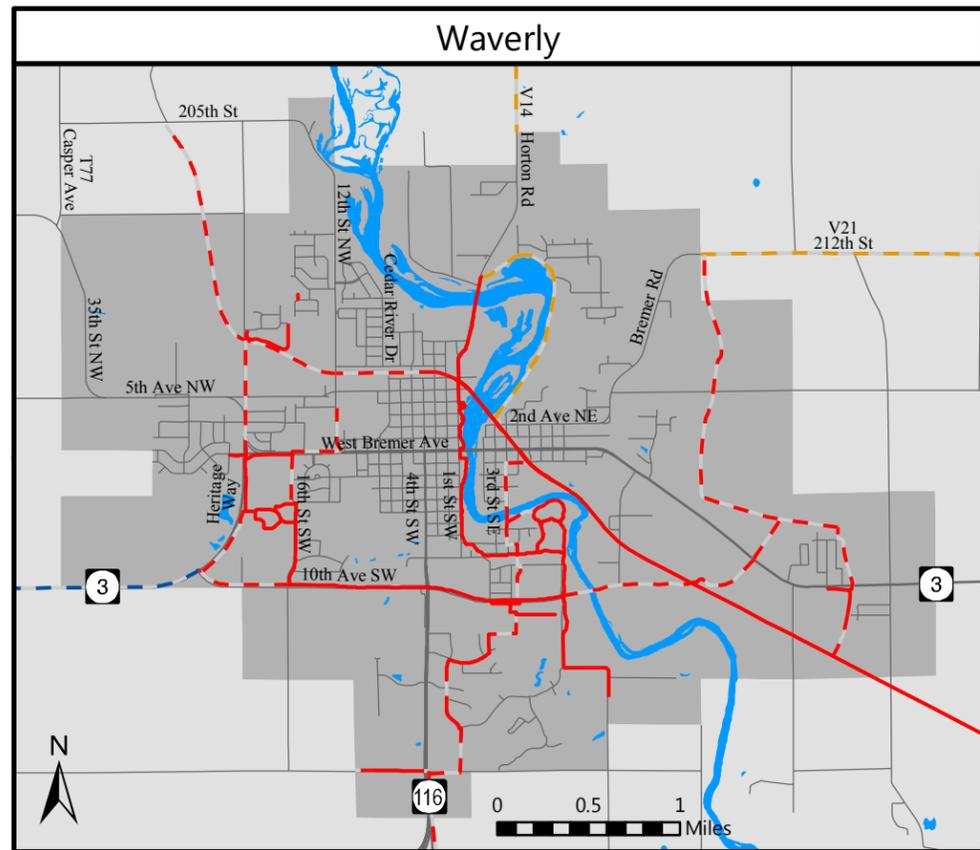 Waverly
205th St
T77
Casper Ave
V14 Horton Rd
12th St NW
V21
212th St
Cedar River Dr
Bremer Rd
35th St NW
5th Ave NW
2nd Ave NE
West Bremer Ave
Heritage
Way
16th St SW
4th St SW
1st St SW
3rd St SE
10th Ave SW
3
3
N
116
0 0.5 1
Miles